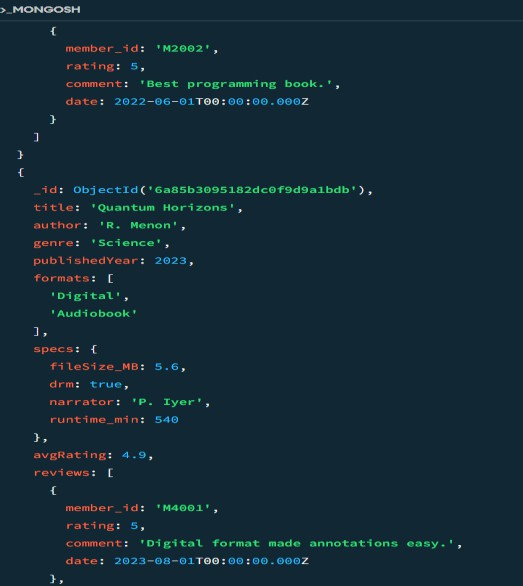 >_MONGOSH
{
member_id: 'M2002',
rating: 5,
comment: 'Best programming book.',
date: 2022-06-01T00:00:00.000Z
}
]
}
{
_id: ObjectId('6a85b3095182dc0f9d9a1bdb'),
title: 'Quantum Horizons',
author: 'R. Menon',
genre: 'Science',
publishedYear: 2023,
formats: [
'Digital',
'Audiobook'
],
specs: {
fileSize_MB: 5.6,
drm: true,
narrator: 'P. Iyer',
runtime_min: 540
},
avgRating: 4.9,
reviews: [
{
member_id: 'M4001',
rating: 5,
comment: 'Digital format made annotations easy.',
date: 2023-08-01T00:00:00.000Z
},